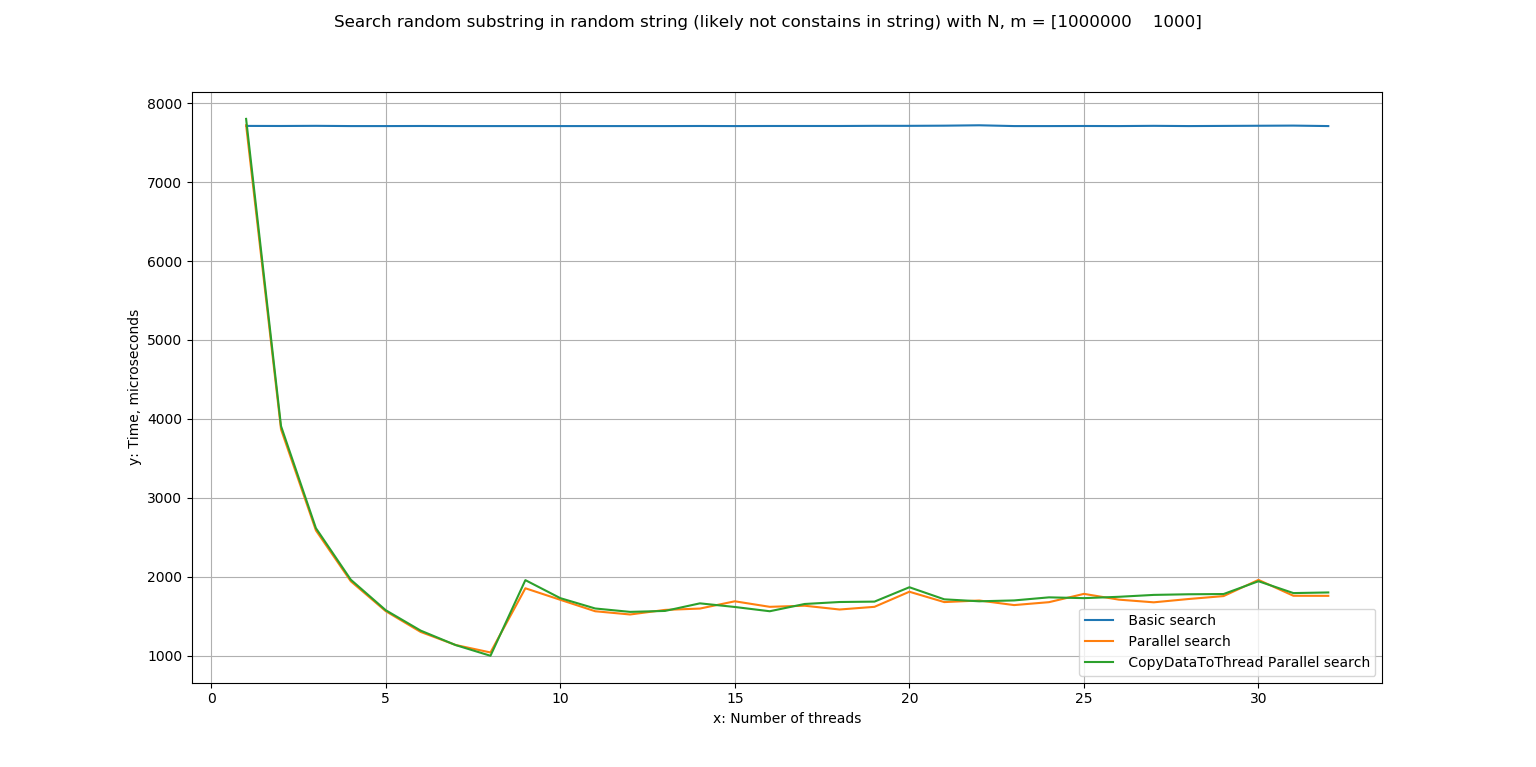 Search random substring in random string (likely not constains in string) with N, m = [1000000    1000]
8000
7000
6000
5000
4000
3000
2000
1000
y: Time, microseconds
Basic search
Parallel search
CopyDataToThread Parallel search
0 5 10 15 20 25 30
x: Number of threads